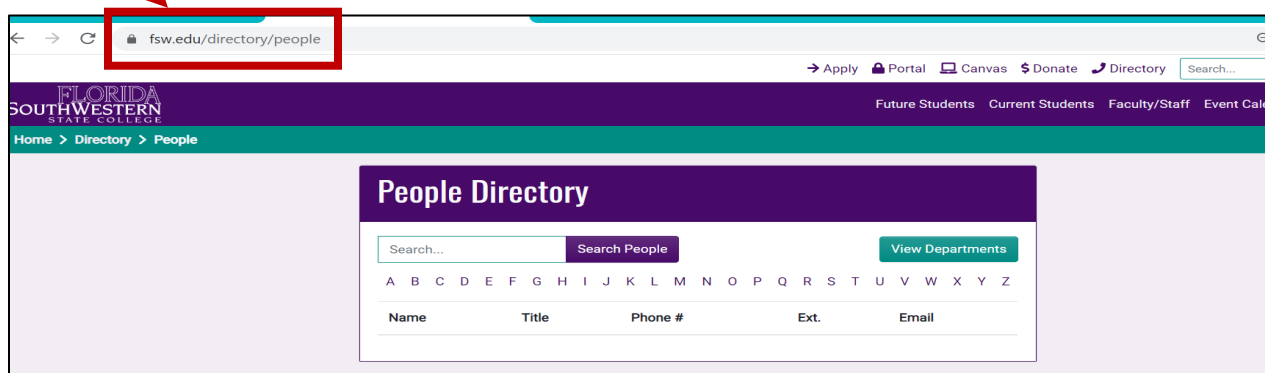 fsw.edu/directory/people
Apply Portal Canvas $ Donate Directory Search...
FLORIDA
SOUTHWESTERN
STATE COLLEGE
Future Students Current Students Faculty/Staff Event
Home > Directory > People
People Directory
Search... Search People View Departments
A B C D E F G H I J K L M N O P Q R S T U V W X Y Z
Name Title Phone # Ext. Email